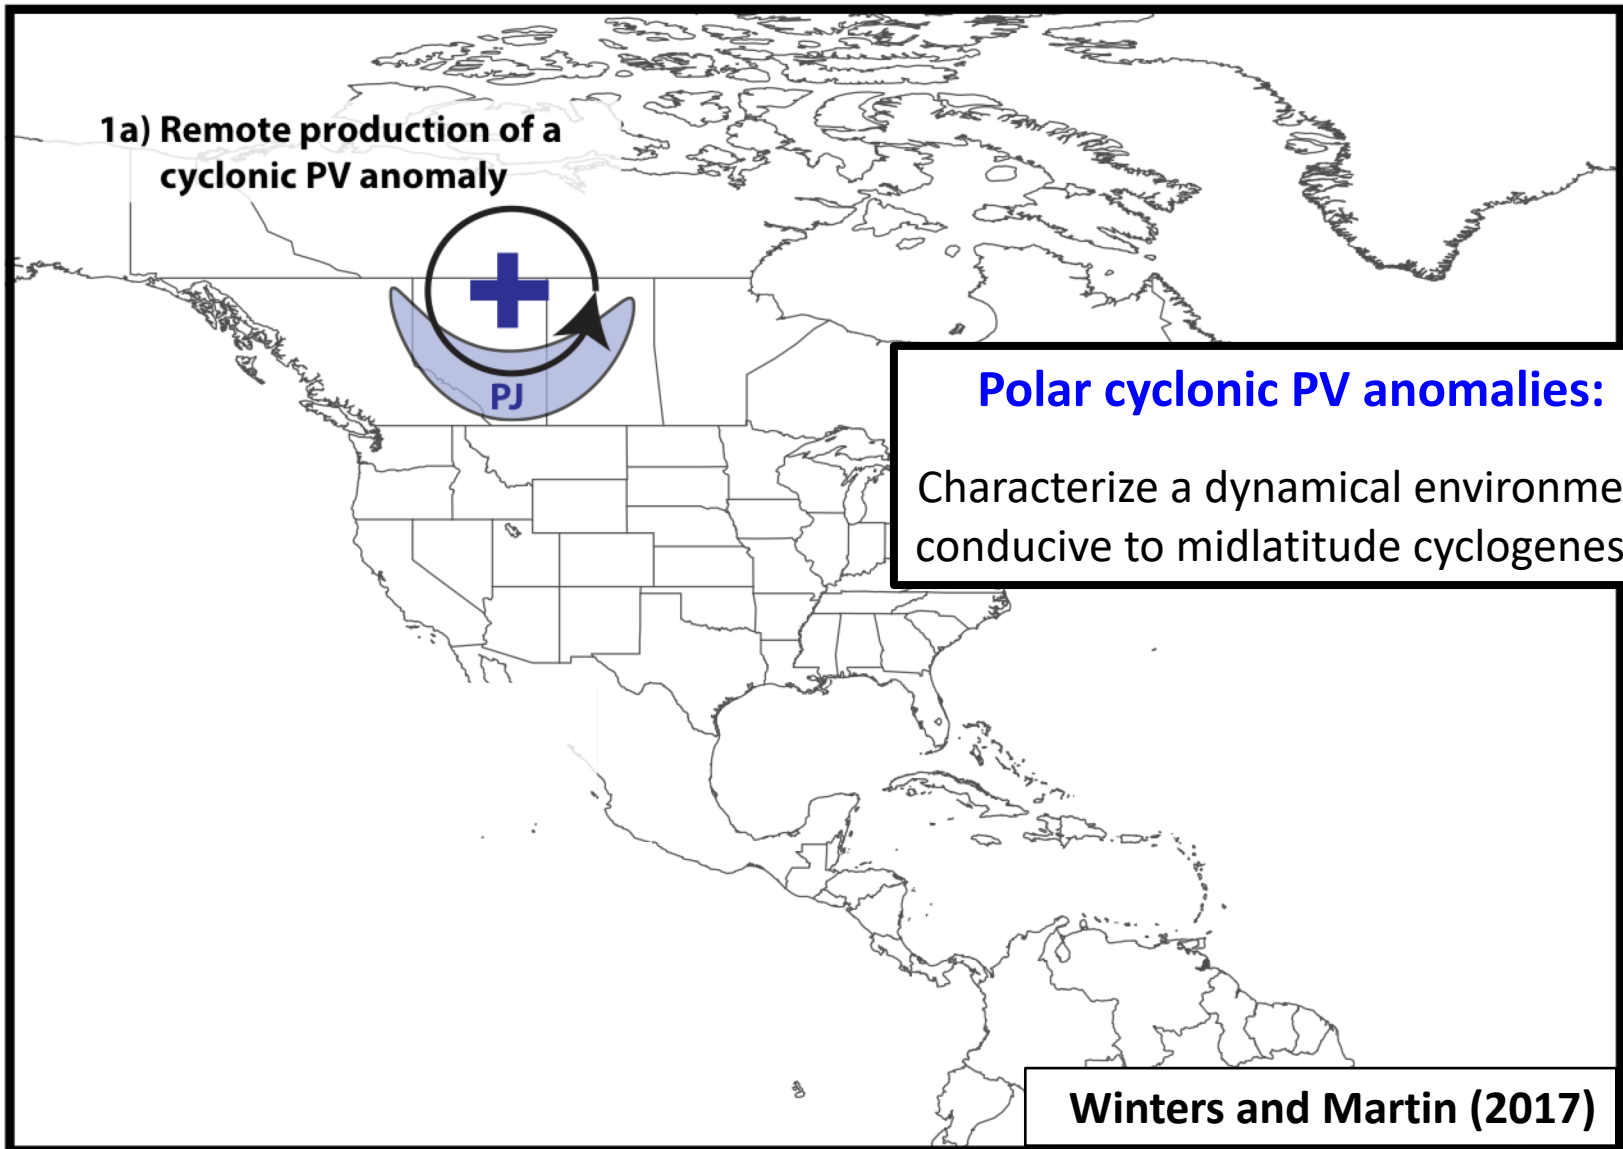 1a) Remote production of a
cyclonic PV anomaly
PJ
Polar cyclonic PV anomalies:
Characterize a dynamical environme
conducive to midlatitude cyclogenes
Winters and Martin (2017)